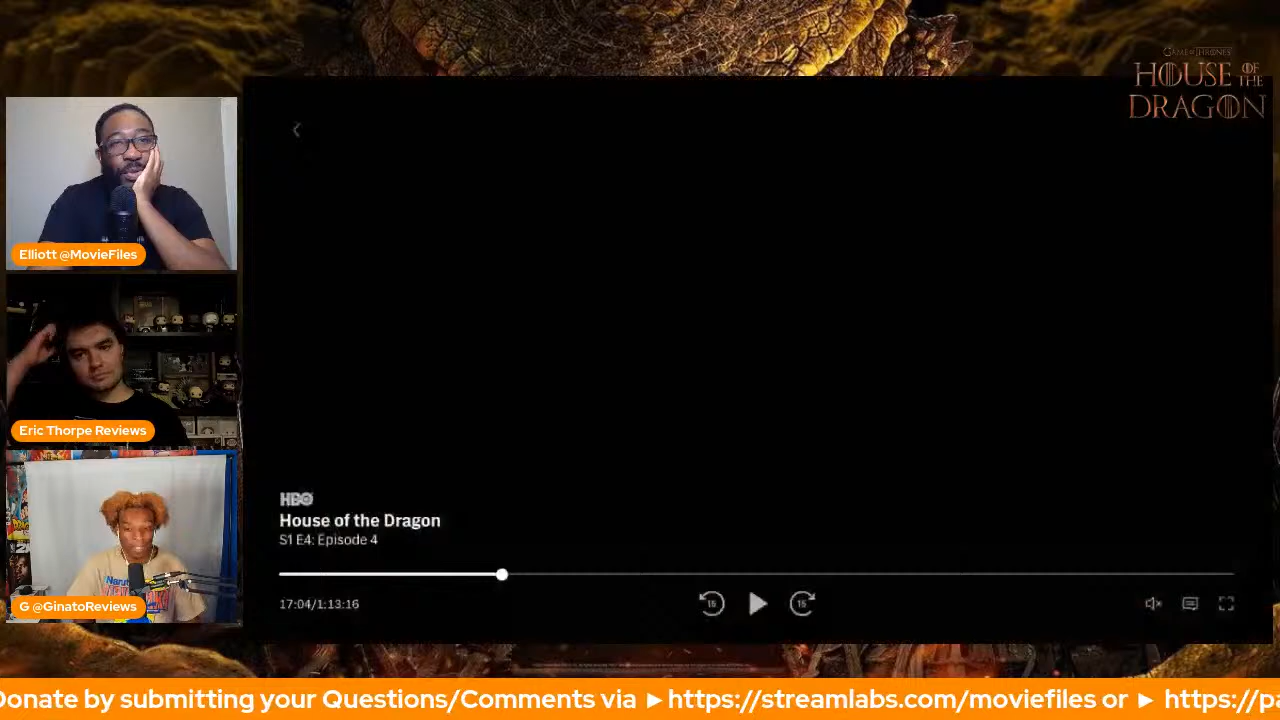 GAME OF THRONES
HOUSE OF THE
DRAGON
Elliott @MovieFiles
Eric Thorpe Reviews
Naruto
G @GinatoReviews
HBO
House of the Dragon
S1 E4: Episode 4
17:04/1:13:16
15
15
Donate by submitting your Questions/Comments via ►https://streamlabs.com/moviefiles or ► https://pa